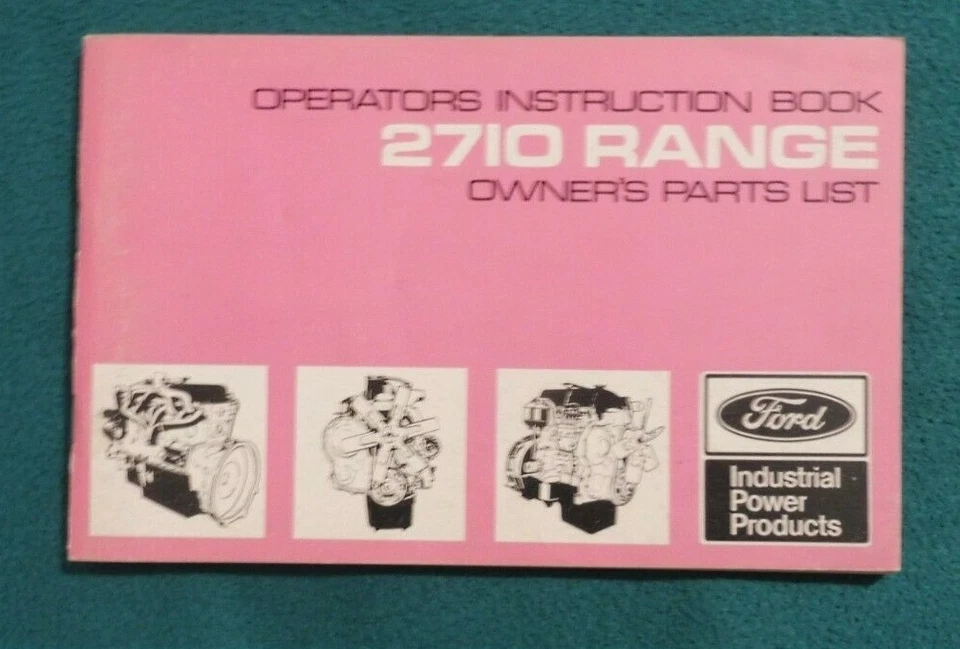 OPERATORS INSTRUCTION BOOK
2710 RANGE
OWNER'S PARTS LIST
Ford
Industrial
Power
Products